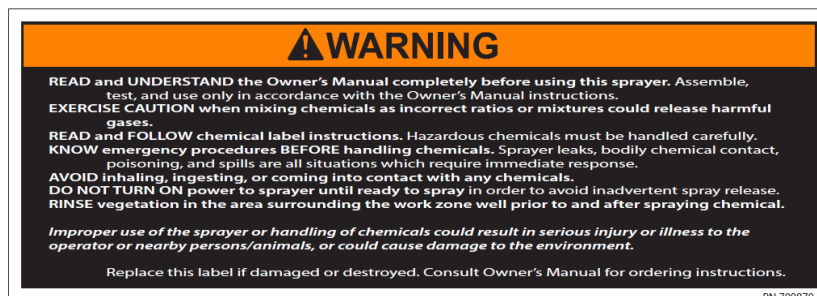 WARNING
READ and UNDERSTAND the Owner's Manual completely before using this sprayer. Assemble,
test, and use only in accordance with the Owner's Manual instructions.
EXERCISE CAUTION when mixing chemicals as incorrect ratios or mixtures could release harmful
gases.
READ and FOLLOW chemical label instructions. Hazardous chemicals must be handled carefully.
KNOW emergency procedures BEFORE handling chemicals. Sprayer leaks, bodily chemical contact,
poisoning, and spills are all situations which require immediate response.
AVOID inhaling, ingesting, or coming into contact with any chemicals.
DO NOT TURN ON power to sprayer until ready to spray in order to avoid inadvertent spray release.
RINSE vegetation in the area surrounding the work zone well prior to and after spraying chemical.
Improper use of the sprayer or handling of chemicals could result in serious injury or illness to the
operator or nearby persons/animals, or could cause damage to the environment.
Replace this label if damaged or destroyed. Consult Owner's Manual for ordering instructions.